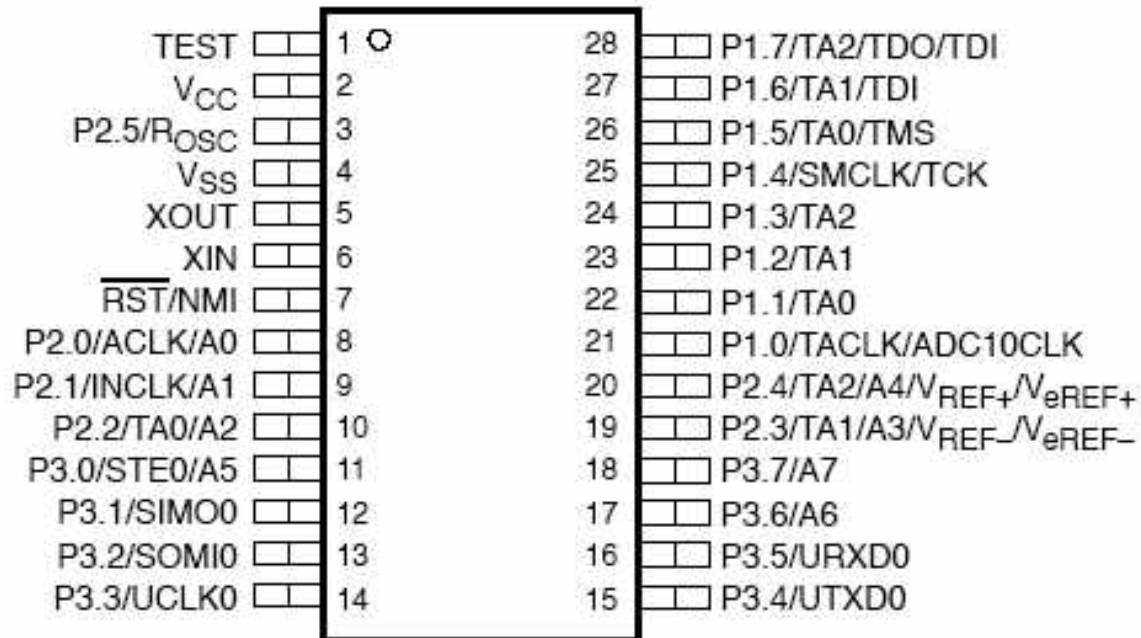 TEST 1 28 P1.7/TA2/TDO/TDI
VCC 2 27 P1.6/TA1/TDI
P2.5/ROSC 3 26 P1.5/TA0/TMS
VSS 4 25 P1.4/SMCLK/TCK
XOUT 5 24 P1.3/TA2
XIN 6 23 P1.2/TA1
RST/NMI 7 22 P1.1/TA0
P2.0/ACLK/A0 8 21 P1.0/TACLK/ADC10CLK
P2.1/INCLK/A1 9 20 P2.4/TA2/A4/VREF+/VeREF+
P2.2/TA0/A2 10 19 P2.3/TA1/A3/VREF–/VeREF–
P3.0/STE0/A5 11 18 P3.7/A7
P3.1/SIMO0 12 17 P3.6/A6
P3.2/SOMI0 13 16 P3.5/URXD0
P3.3/UCLK0 14 15 P3.4/UTXD0